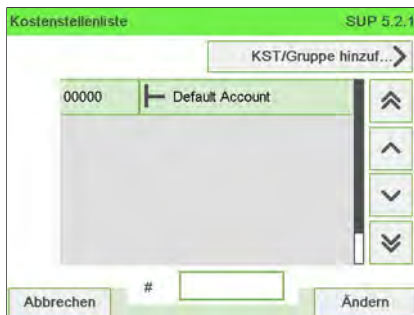 Kostenstellenliste SUP 5.2.1
KST/Gruppe hinzuf...
00000 Default Account
#
Abbrechen Ändern